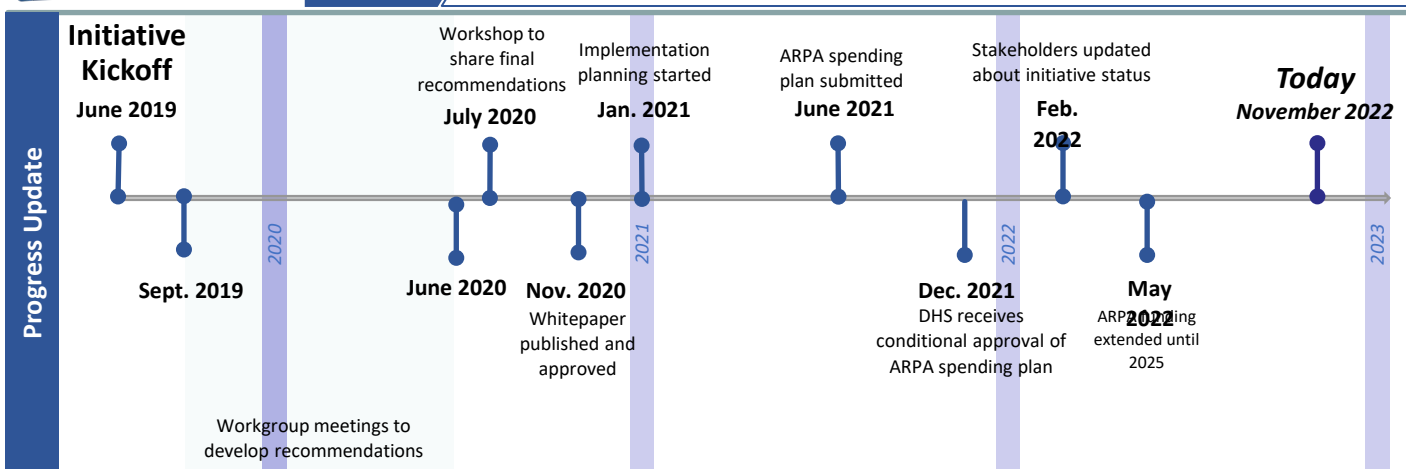 Progress Update
Initiative
Kickoff
June 2019
Workshop to
share final
recommendations
July 2020
Implementation
planning started
Jan. 2021
ARPA spending
plan submitted
June 2021
Stakeholders updated
about initiative status
Feb.
2022
Today
November 2022
2020
2021
2022
2023
Sept. 2019
June 2020
Nov. 2020
Whitepaper
published and
approved
Dec. 2021
DHS receives
conditional approval of
ARPA spending plan
May
2022
ARPA funding
extended until
2025
Workgroup meetings to
develop recommendations